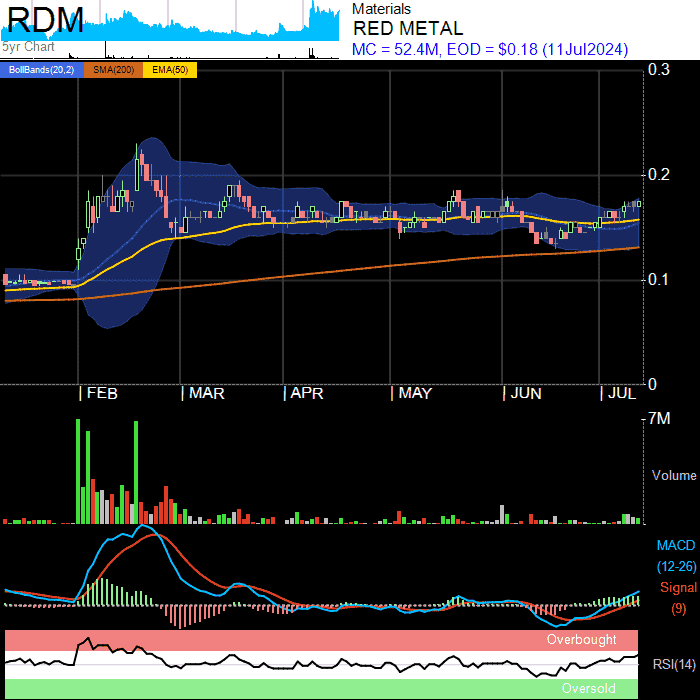 RDM
5yr Chart
Materials
RED METAL
MC = 52.4M, EOD = $0.18 (11Jul2024)
BollBands(20,2) SMA(200) EMA(50)
0.3
0.2
0.1
0
| FEB | MAR | APR | MAY | JUN | JUL
7M
Volume
MACD
(12-26)
Signal
(9)
Overbought
RSI(14)
Oversold